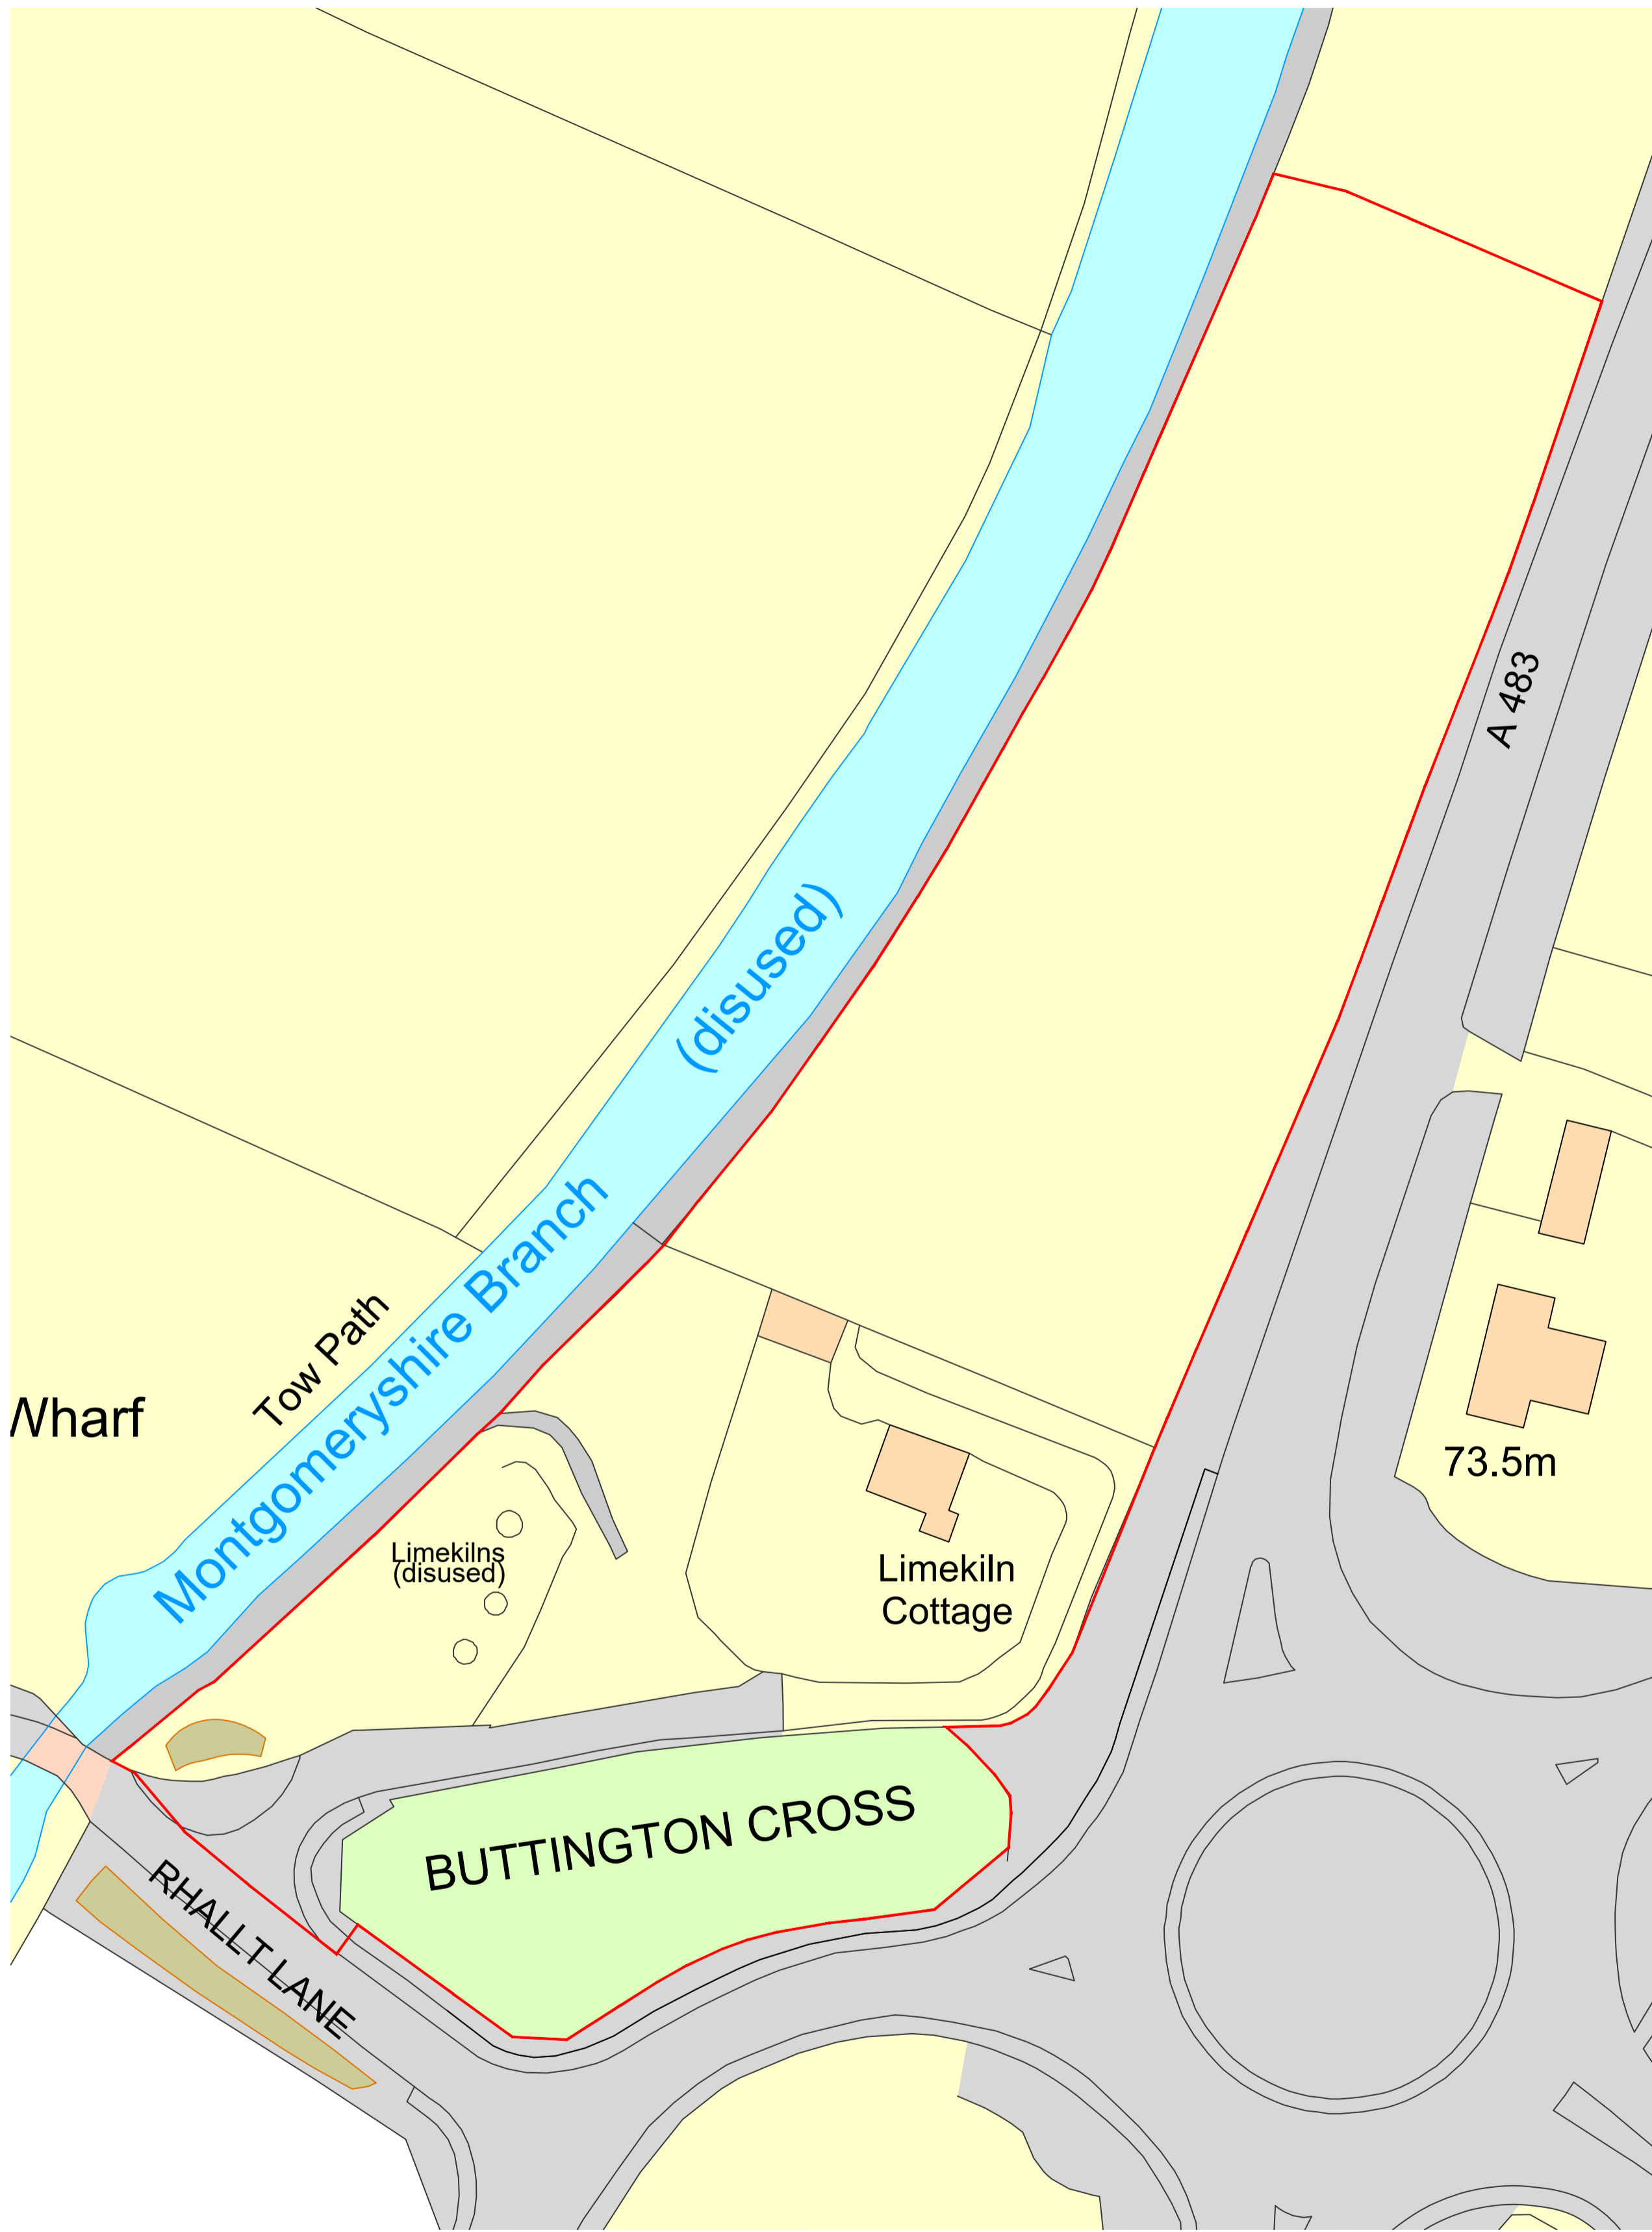 A 483
(disused)
Montgomeryshire Branch
Tow Path
Wharf
73.5m
Limekilns
(disused)
Limekiln
Cottage
BUTTINGTON CROSS
RHALLT LANE